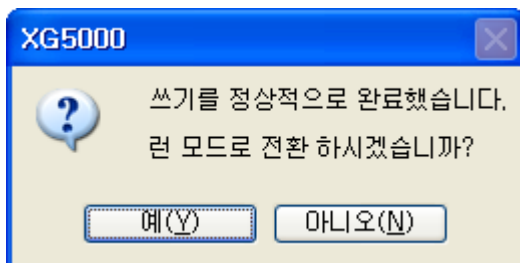 XG5000
쓰기를 정상적으로 완료했습니다.
런 모드로 전환 하시겠습니까?
예(Y) 아니오(N)